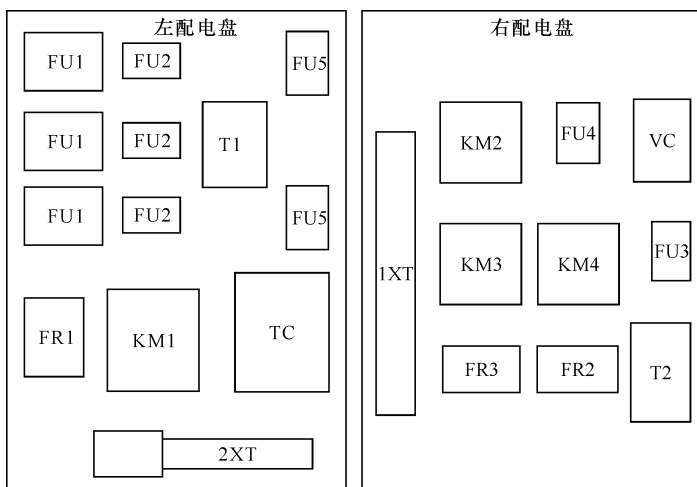 左配电盘
FU1 FU2 FU5
FU1 FU2 T1
FU1 FU2 FU5
FR1 KM1 TC
2XT
右配电盘
KM2 FU4 VC
1XT KM3 KM4 FU3
FR3 FR2 T2